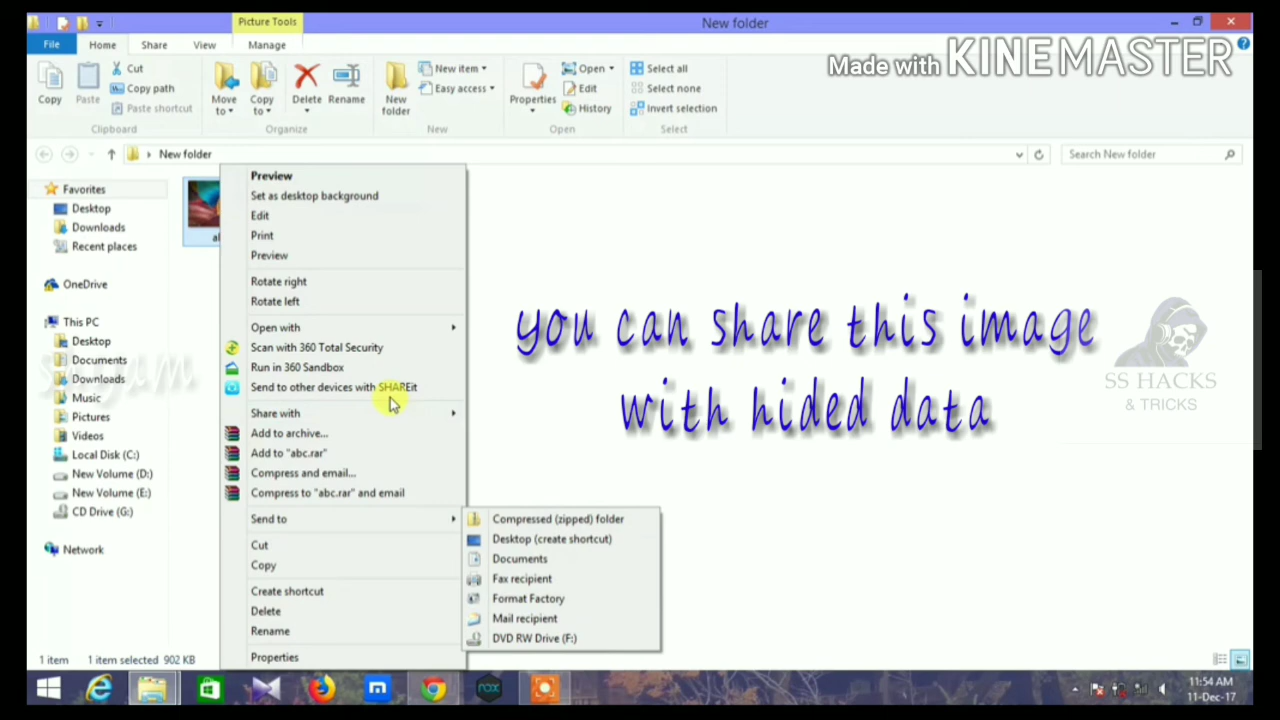 Picture Tools
New folder
File Home Share View Manage
Made with KINEMASTER
Copy
Paste
Cut
Copy path
Paste shortcut
Clipboard
Move to
Copy to
Delete
Rename
Organize
New folder
New item
Easy access
New
Properties
Open
Edit
History
Open
Select all
Select none
Invert selection
Select
New folder
Search New folder
Favorites
Desktop
Downloads
Recent places
OneDrive
This PC
Desktop
Documents
Downloads
Music
Pictures
Videos
Local Disk (C:)
New Volume (D:)
New Volume (E:)
CD Drive (G:)
Network
Preview
Set as desktop background
Edit
Print
Preview
Rotate right
Rotate left
Open with
Scan with 360 Total Security
Run in 360 Sandbox
Send to other devices with SHAREit
Share with
Add to archive...
Add to "abc.rar"
Compress and email...
Compress to "abc.rar" and email
Send to
Cut
Copy
Create shortcut
Delete
Rename
Properties
Compressed (zipped) folder
Desktop (create shortcut)
Documents
Fax recipient
Format Factory
Mail recipient
DVD RW Drive (F:)
you can share this image
with hided data
SS HACKS
& TRICKS
1 item 1 item selected 902 KB
nox
11:54 AM
11-Dec-17